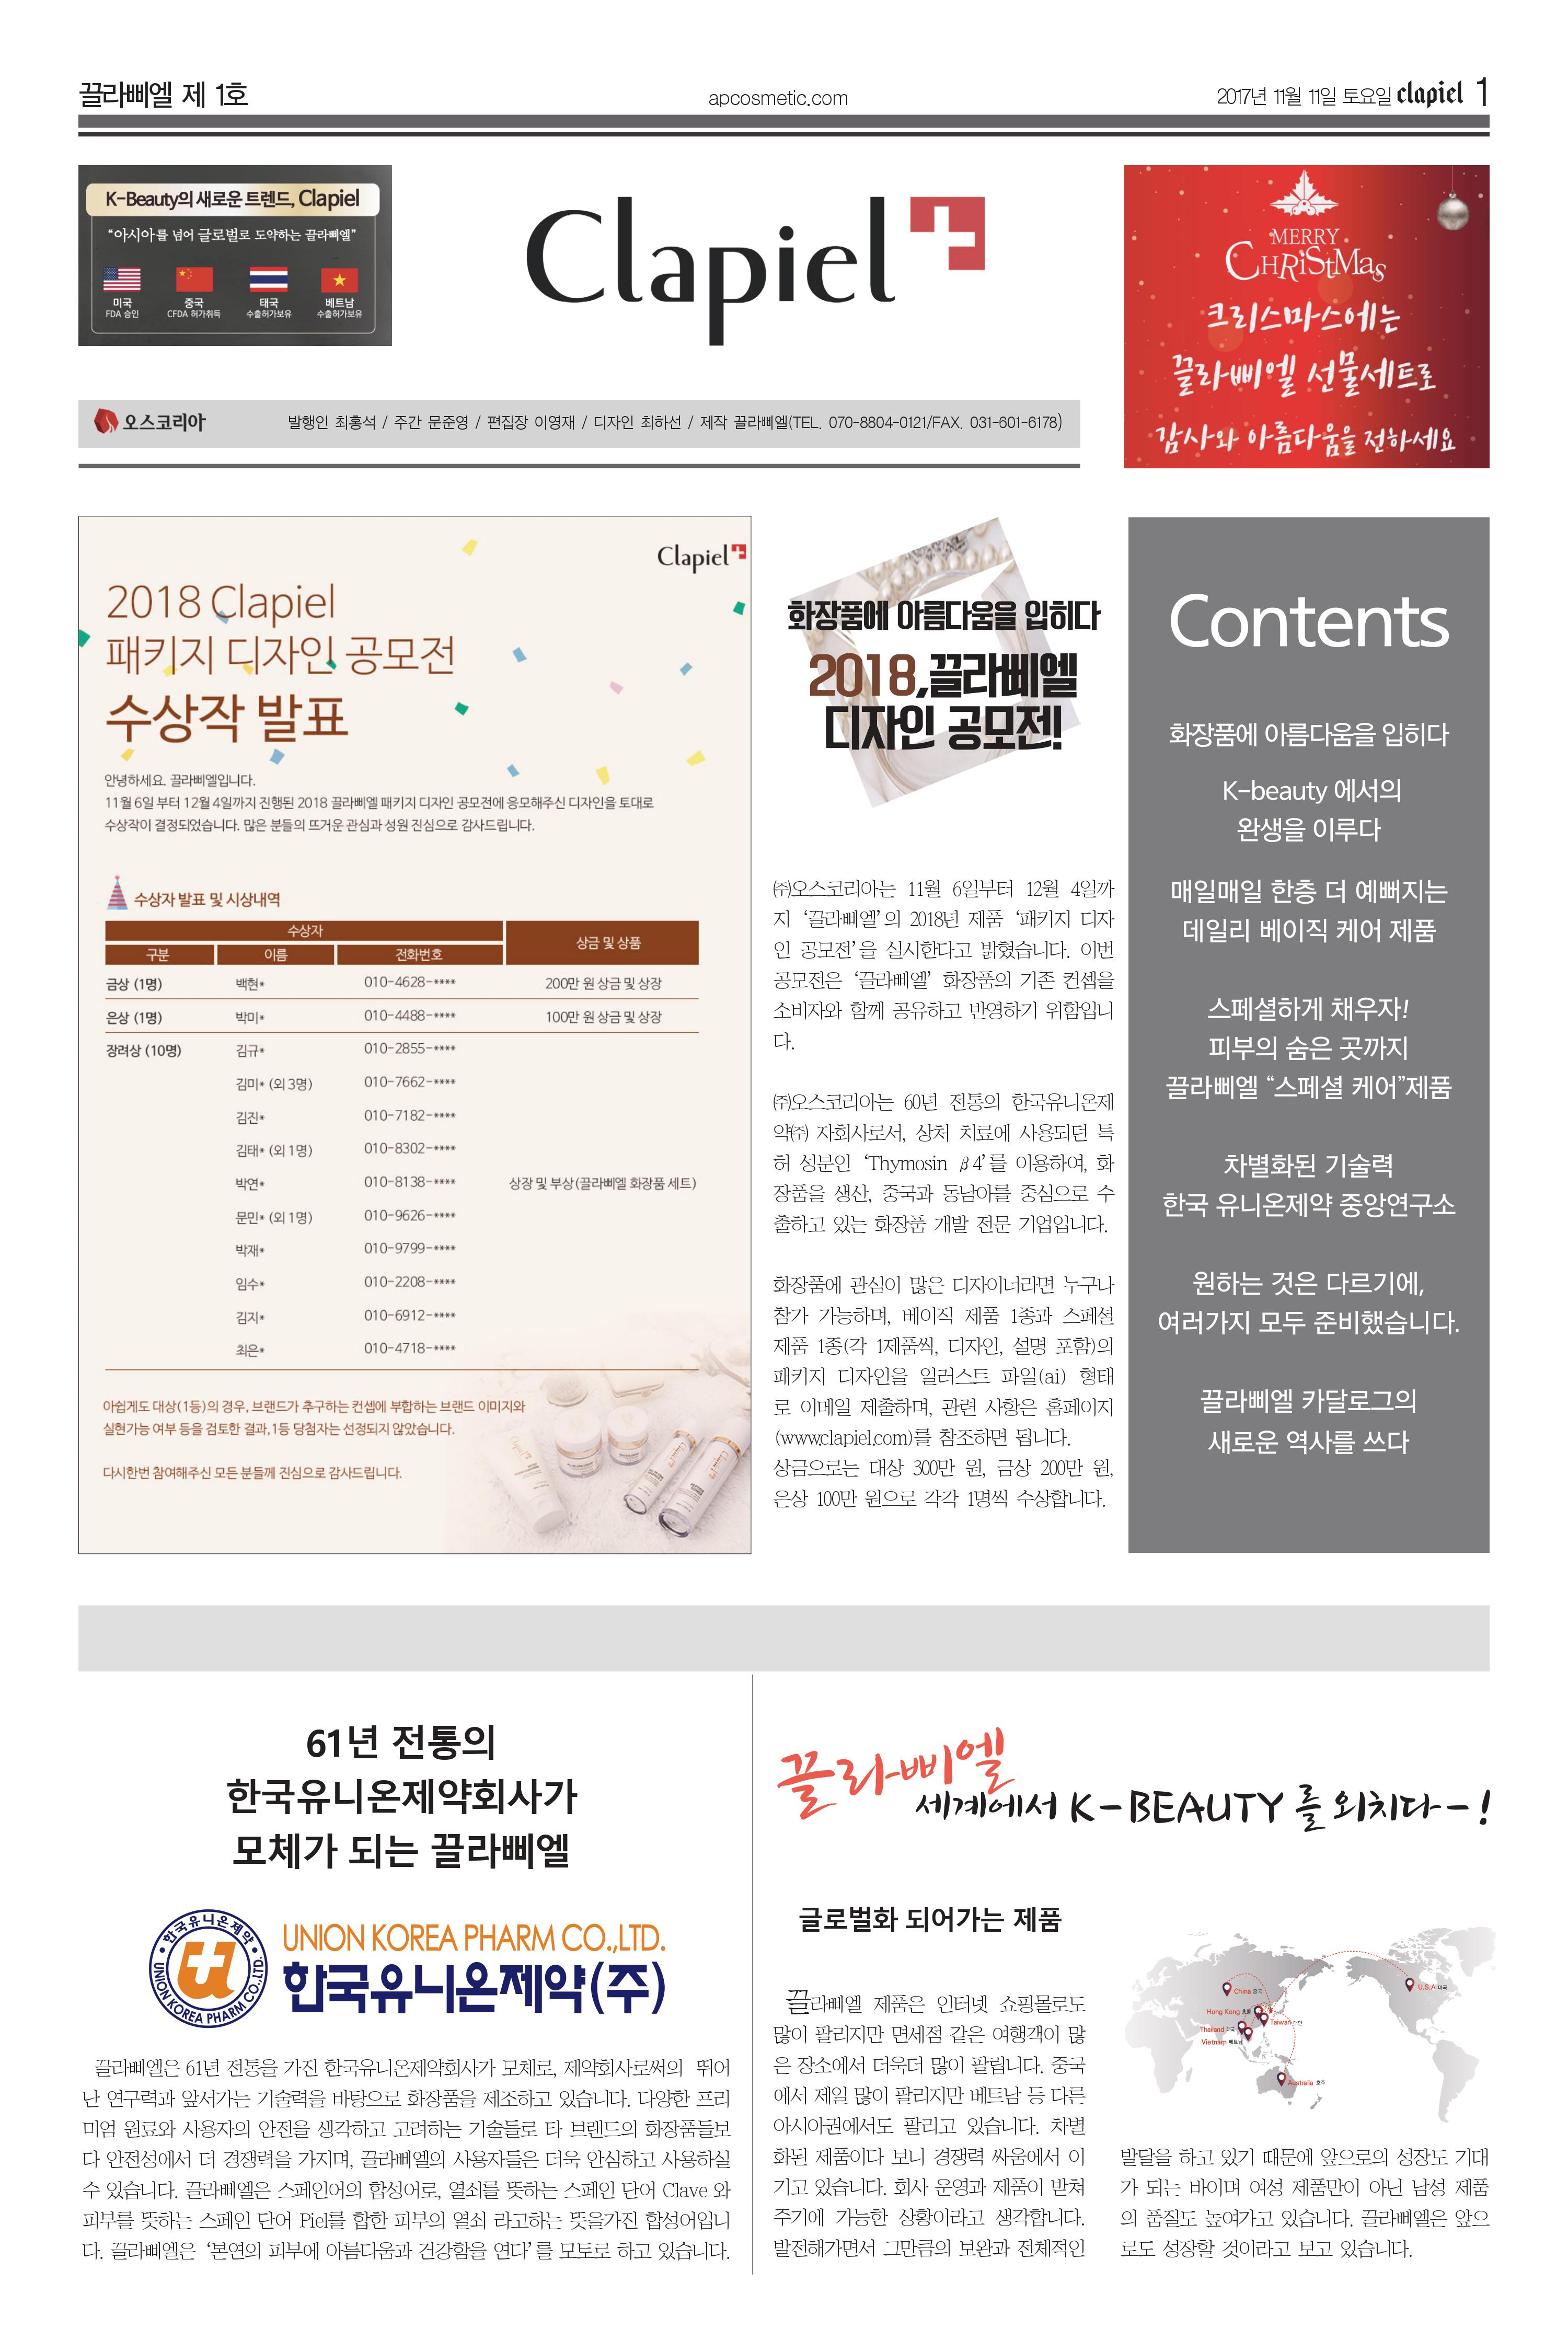 끌라삐엘 제 1호
apcosmetic.com
2017년 11월 11일 토요일 clapiel 1
K-Beauty의 새로운 트렌드, Clapiel
“아시아를 넘어 글로벌로 도약하는 끌라삐엘”
미국 중국 태국 베트남
FDA 승인 CFDA 허가취득 수출허가보유 수출허가보유
Clapiel
MERRY
CHRiStMas
크리스마스에는
끌라삐엘 선물세트로
감사와 아름다움을 전하세요
오스코리아
발행인 최홍석 / 주간 문준영 / 편집장 이영재 / 디자인 최하선 / 제작 끌라삐엘(TEL. 070-8804-0121/FAX. 031-601-6178)
Clapiel
2018 Clapiel
패키지 디자인 공모전
수상작 발표
안녕하세요. 끌라삐엘입니다.
11월 6일 부터 12월 4일까지 진행된 2018 끌라삐엘 패키지 디자인 공모전에 응모해주신 디자인을 토대로
수상작이 결정되었습니다. 많은 분들의 뜨거운 관심과 성원 진심으로 감사드립니다.
수상자 발표 및 시상내역
수상자 상금 및 상품
구분 이름 전화번호
금상 (1명) 백현* 010-4628-**** 200만 원 상금 및 상장
은상 (1명) 박미* 010-4488-**** 100만 원 상금 및 상장
장려상 (10명) 김규* 010-2855-****
김미* (외 3명) 010-7662-****
김진* 010-7182-****
김태* (외 1명) 010-8302-****
박연* 010-8138-**** 상장 및 부상(끌라삐엘 화장품 세트)
문민* (외 1명) 010-9626-****
박재* 010-9799-****
임수* 010-2208-****
김지* 010-6912-****
최은* 010-4718-****
아쉽게도 대상(1등)의 경우, 브랜드가 추구하는 컨셉에 부합하는 브랜드 이미지와
실현가능 여부 등을 검토한 결과,1등 당첨자는 선정되지 않았습니다.
다시한번 참여해주신 모든 분들께 진심으로 감사드립니다.
화장품에 아름다움을 입히다
2018,끌라삐엘
디자인 공모전!
㈜오스코리아는 11월 6일부터 12월 4일까
지 ‘끌라삐엘’의 2018년 제품 ‘패키지 디자
인 공모전’을 실시한다고 밝혔습니다. 이번
공모전은 ‘끌라삐엘’ 화장품의 기존 컨셉을
소비자와 함께 공유하고 반영하기 위함입니
다.
㈜오스코리아는 60년 전통의 한국유니온제
약㈜ 자회사로서, 상처 치료에 사용되던 특
허 성분인 ‘Thymosin β4’를 이용하여, 화
장품을 생산, 중국과 동남아를 중심으로 수
출하고 있는 화장품 개발 전문 기업입니다.
화장품에 관심이 많은 디자이너라면 누구나
참가 가능하며, 베이직 제품 1종과 스페셜
제품 1종(각 1제품씩, 디자인, 설명 포함)의
패키지 디자인을 일러스트 파일(ai) 형태
로 이메일 제출하며, 관련 사항은 홈페이지
(www.clapiel.com)를 참조하면 됩니다.
상금으로는 대상 300만 원, 금상 200만 원,
은상 100만 원으로 각각 1명씩 수상합니다.
Contents
화장품에 아름다움을 입히다
K-beauty 에서의
완생을 이루다
매일매일 한층 더 예뻐지는
데일리 베이직 케어 제품
스페셜하게 채우자!
피부의 숨은 곳까지
끌라삐엘 “스페셜 케어”제품
차별화된 기술력
한국 유니온제약 중앙연구소
원하는 것은 다르기에,
여러가지 모두 준비했습니다.
끌라삐엘 카달로그의
새로운 역사를 쓰다
61년 전통의
한국유니온제약회사가
모체가 되는 끌라삐엘
한국유니온제약
UNION KOREA PHARM CO.,LTD.
UNION KOREA PHARM CO.,LTD.
한국유니온제약(주)
끌라삐엘은 61년 전통을 가진 한국유니온제약회사가 모체로, 제약회사로써의 뛰어
난 연구력과 앞서가는 기술력을 바탕으로 화장품을 제조하고 있습니다. 다양한 프리
미엄 원료와 사용자의 안전을 생각하고 고려하는 기술들로 타 브랜드의 화장품들보
다 안전성에서 더 경쟁력을 가지며, 끌라삐엘의 사용자들은 더욱 안심하고 사용하실
수 있습니다. 끌라삐엘은 스페인어의 합성어로, 열쇠를 뜻하는 스페인 단어 Clave 와
피부를 뜻하는 스페인 단어 Piel를 합한 피부의 열쇠 라고하는 뜻을가진 합성어입니
다. 끌라삐엘은 ‘본연의 피부에 아름다움과 건강함을 연다’를 모토로 하고 있습니다.
끌라삐엘
세계에서 K-BEAUTY 를 외치다-!
글로벌화 되어가는 제품
끌라삐엘 제품은 인터넷 쇼핑몰로도
많이 팔리지만 면세점 같은 여행객이 많
은 장소에서 더욱더 많이 팔립니다. 중국
에서 제일 많이 팔리지만 베트남 등 다른
아시아권에서도 팔리고 있습니다. 차별
화된 제품이다 보니 경쟁력 싸움에서 이
기고 있습니다. 회사 운영과 제품이 받쳐
주기에 가능한 상황이라고 생각합니다.
발전해가면서 그만큼의 보완과 전체적인
China 중국
U.S.A 미국
Hong Kong 홍콩
Taiwan 대만
Thailand 태국
Vietnam 베트남
Australia 호주
발달을 하고 있기 때문에 앞으로의 성장도 기대
가 되는 바이며 여성 제품만이 아닌 남성 제품
의 품질도 높여가고 있습니다. 끌라삐엘은 앞으
로도 성장할 것이라고 보고 있습니다.